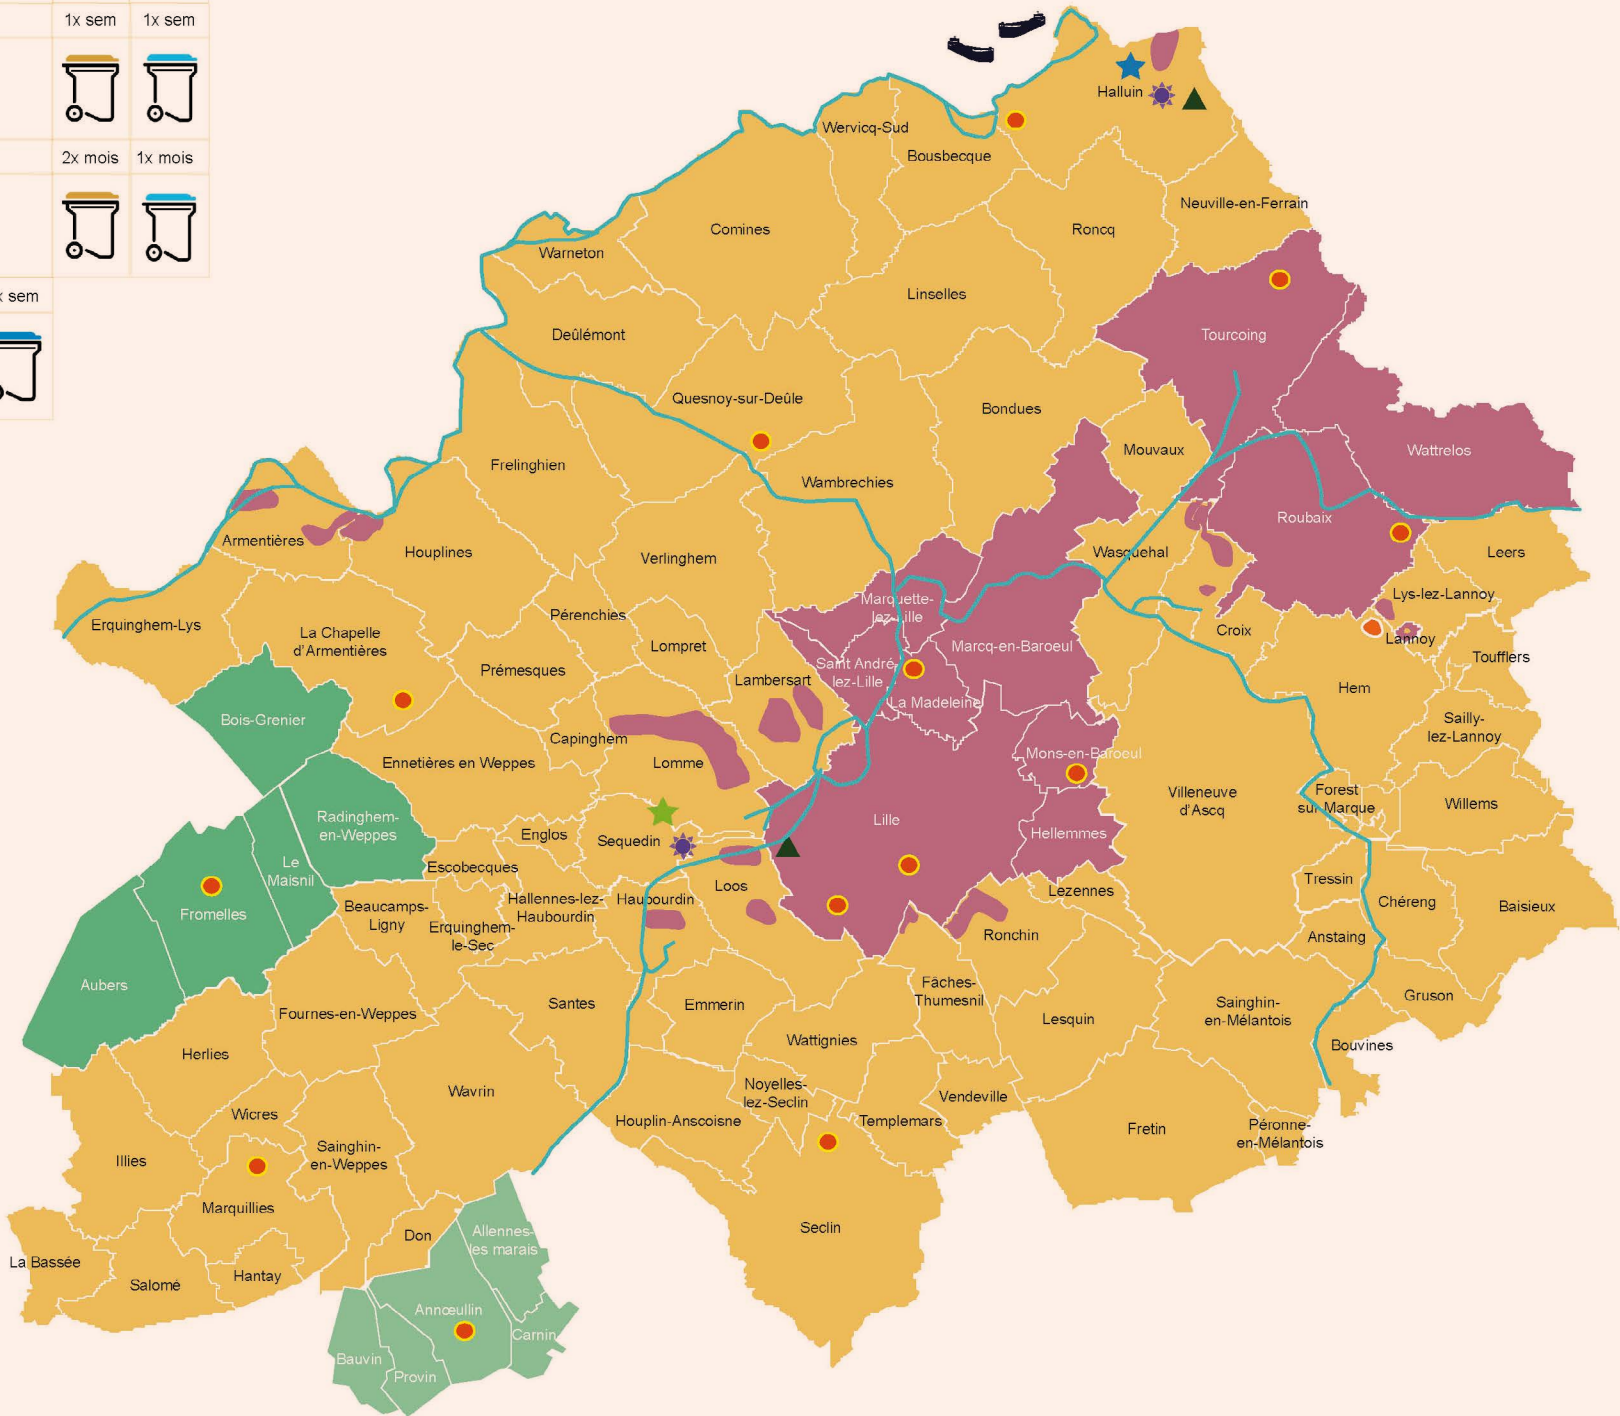 1x sem 1x sem
2x mois 1x mois
x sem
Halluin
Wervicq-Sud
Bousbecque
Neuville-en-Ferrain
Comines
Roncq
Warneton
Linselles
Deûlémont
Tourcoing
Quesnoy-sur-Deûle
Bondues
Mouvaux
Wattrelos
Frelinghien
Wambrechies
Roubaix
Armentières
Houplines
Wasquehal
Leers
Verlinghem
Lys-lez-Lannoy
Marquette-
lez-Lille
Pérenchies
Erquinghem-Lys
La Chapelle
d'Armentières
Croix
Lannoy
Lompret
Marcq-en-Baroeul
Toufflers
Prémesques
Saint André
lez-Lille
Lambersart
Hem
La Madeleine
Bois-Grenier
Sailly-
lez-Lannoy
Capinghem
Mons-en-Baroeul
Ennetières en Weppes
Lomme
Villeneuve
d'Ascq
Forest
sur Marque
Willems
Radinghem-
en-Weppes
Lille
Hellemmes
Englos
Sequedin
Le
Maisnil
Escobecques
Tressin
Loos
Lezennes
Hallennes-lez-
Haubourdin
Haubourdin
Chéreng
Baisieux
Beaucamps-
Ligny
Fromelles
Erquinghem-
le-Sec
Ronchin
Anstaing
Aubers
Fâches-
Thumesnil
Gruson
Santes
Emmerin
Sainghin-
en-Mélantois
Fournes-en-Weppes
Lesquin
Wattignies
Bouvines
Herlies
Wavrin
Noyelles-
lez-Seclin
Vendeville
Wicres
Houplin-Anscoisne
Templemars
Fretin
Péronne-
en-Mélantois
Sainghin-
en-Weppes
Illies
Marquillies
Seclin
Don
Allennes-
les marais
La Bassée
Hantay
Salomé
Annœullin
Carnin
Bauvin
Provin